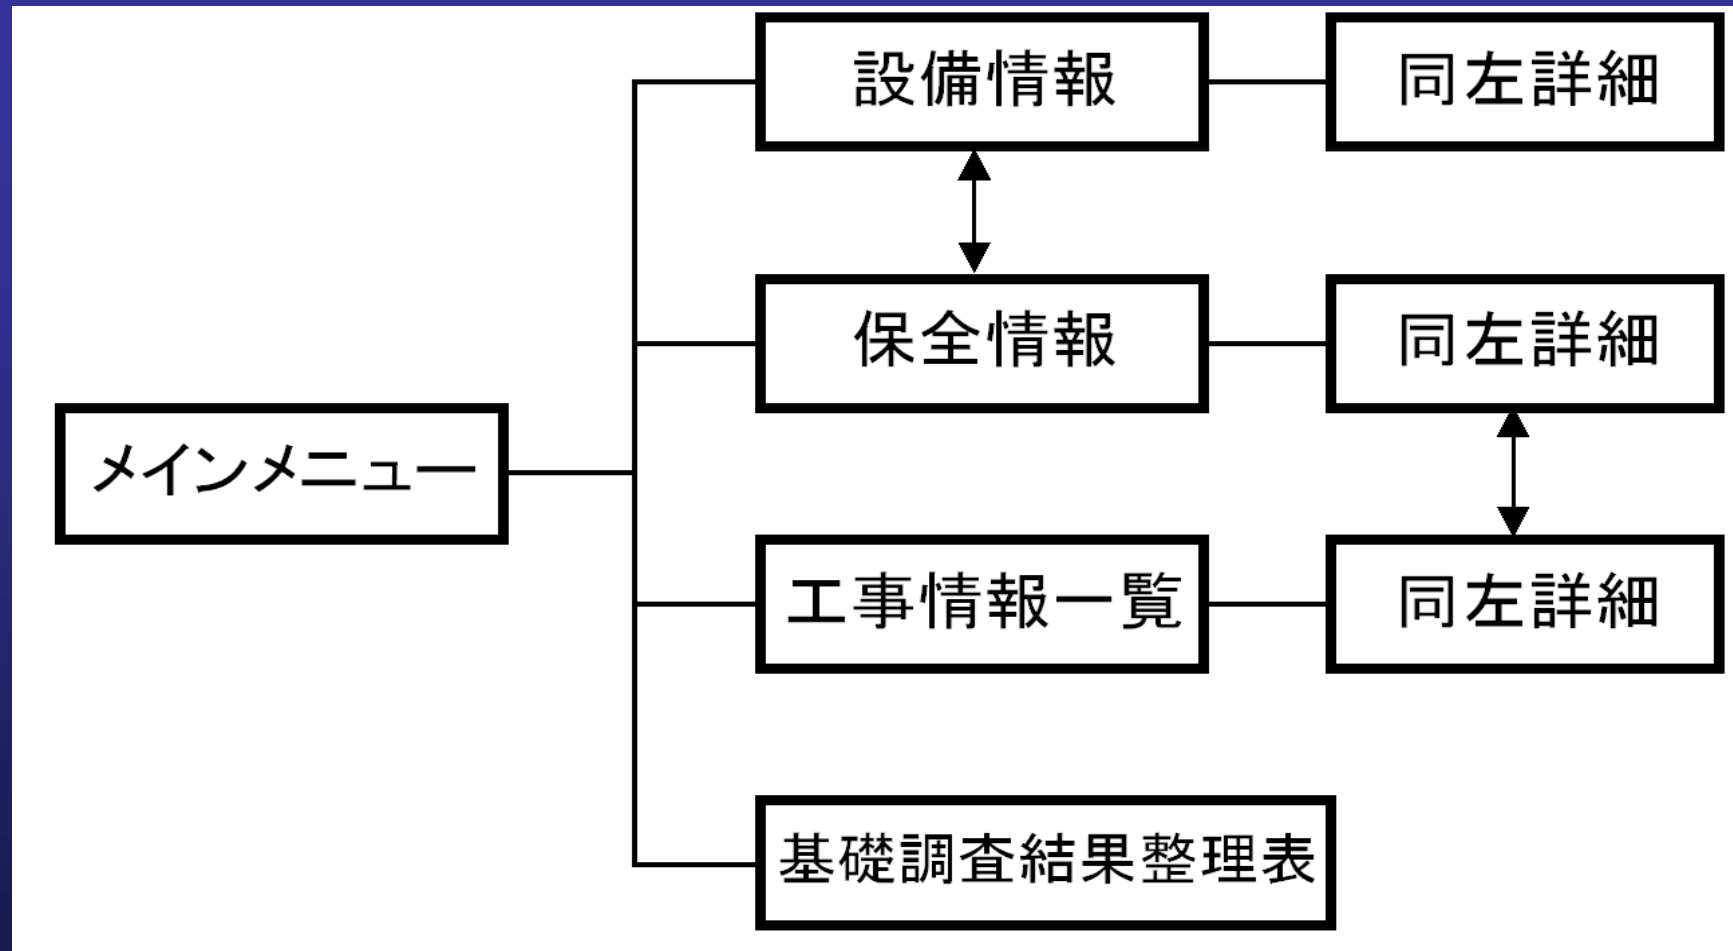 設備情報
同左詳細
保全情報
同左詳細
メインメニュー
工事情報一覧
同左詳細
基礎調査結果整理表